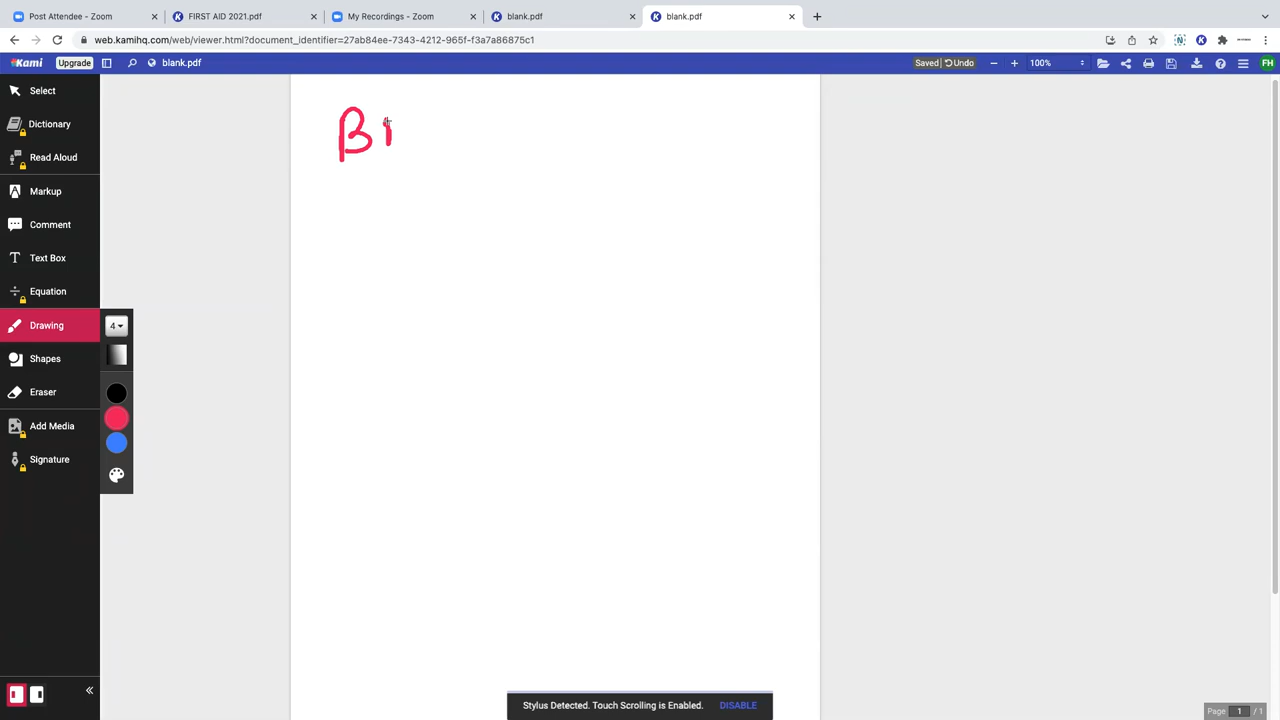 Post Attendee - Zoom
FIRST AID 2021.pdf
My Recordings - Zoom
blank.pdf
blank.pdf
web.kamihq.com/web/viewer.html?document_identifier=27ab84ee-7343-4212-965f-f3a7a86875c1
Kami
Upgrade
blank.pdf
Saved
Undo
100%
FH
Select
Dictionary
Read Aloud
Markup
Comment
Text Box
Equation
Drawing
Shapes
Eraser
Add Media
Signature
4
Bi
Stylus Detected. Touch Scrolling is Enabled. DISABLE
Page 1 / 1